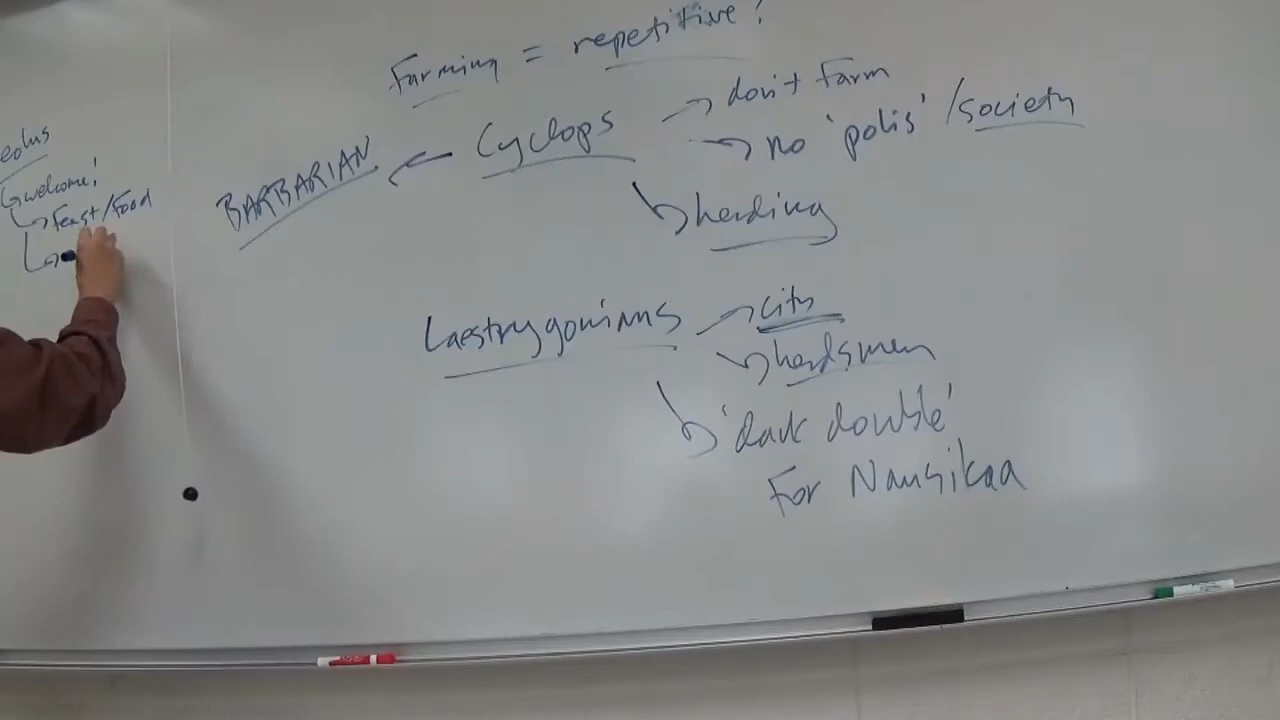 Farming = repetitive?
eolus
welcome!
Feast/Food
BARBARIAN ← Cyclops → don't farm
→ no 'polis' /society
→ herding
Laestrygonians → city
→ herdsmen
→ 'dark double'
For Nausikaa